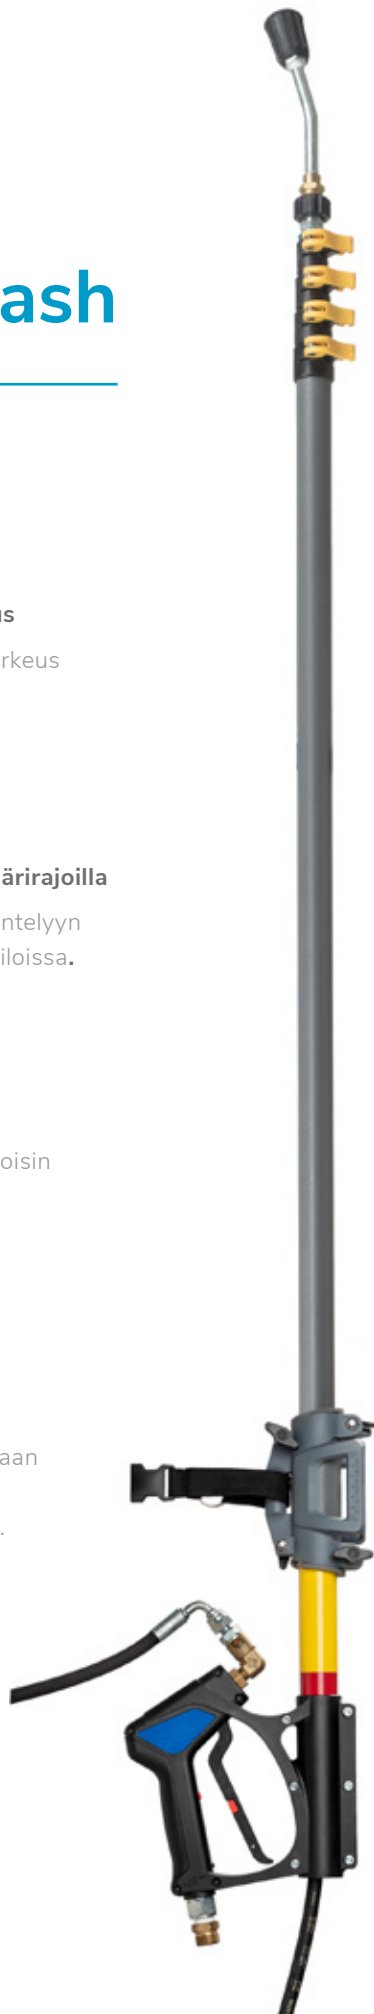 ash
us
rkeus
ärirajoilla
ntelyyn
iloissa.
oisin
aan
.